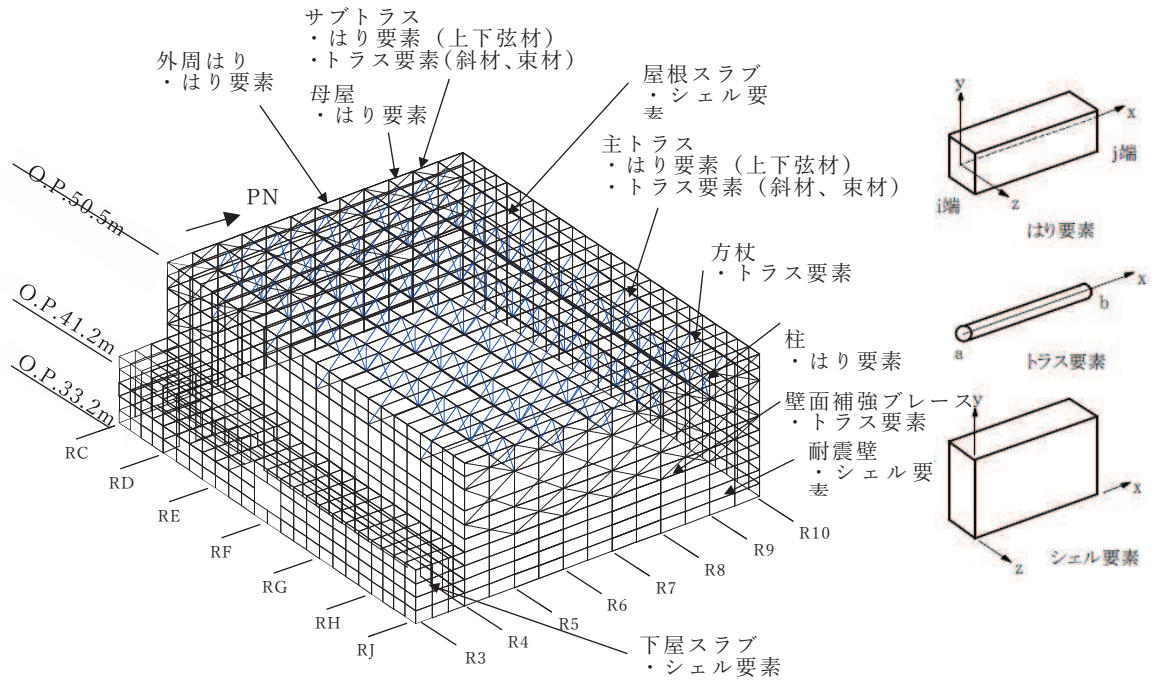 サブトラス
・はり要素（上下弦材）
・トラス要素（斜材、束材）
外周はり
・はり要素
母屋
・はり要素
屋根スラブ
・シェル要
素
主トラス
・はり要素（上下弦材）
・トラス要素（斜材、束材）
方杖
・トラス要素
柱
・はり要素
壁面補強ブレース
・トラス要素
耐震壁
・シェル要
素
下屋スラブ
・シェル要素
PN
O.P.50.5m
O.P.41.2m
O.P.33.2m
RC
RD
RE
RF
RG
RH
RJ
R3
R4
R5
R6
R7
R8
R9
R10
y
x
j端
i端
z
はり要素
x
b
a
トラス要素
y
x
z
シェル要素